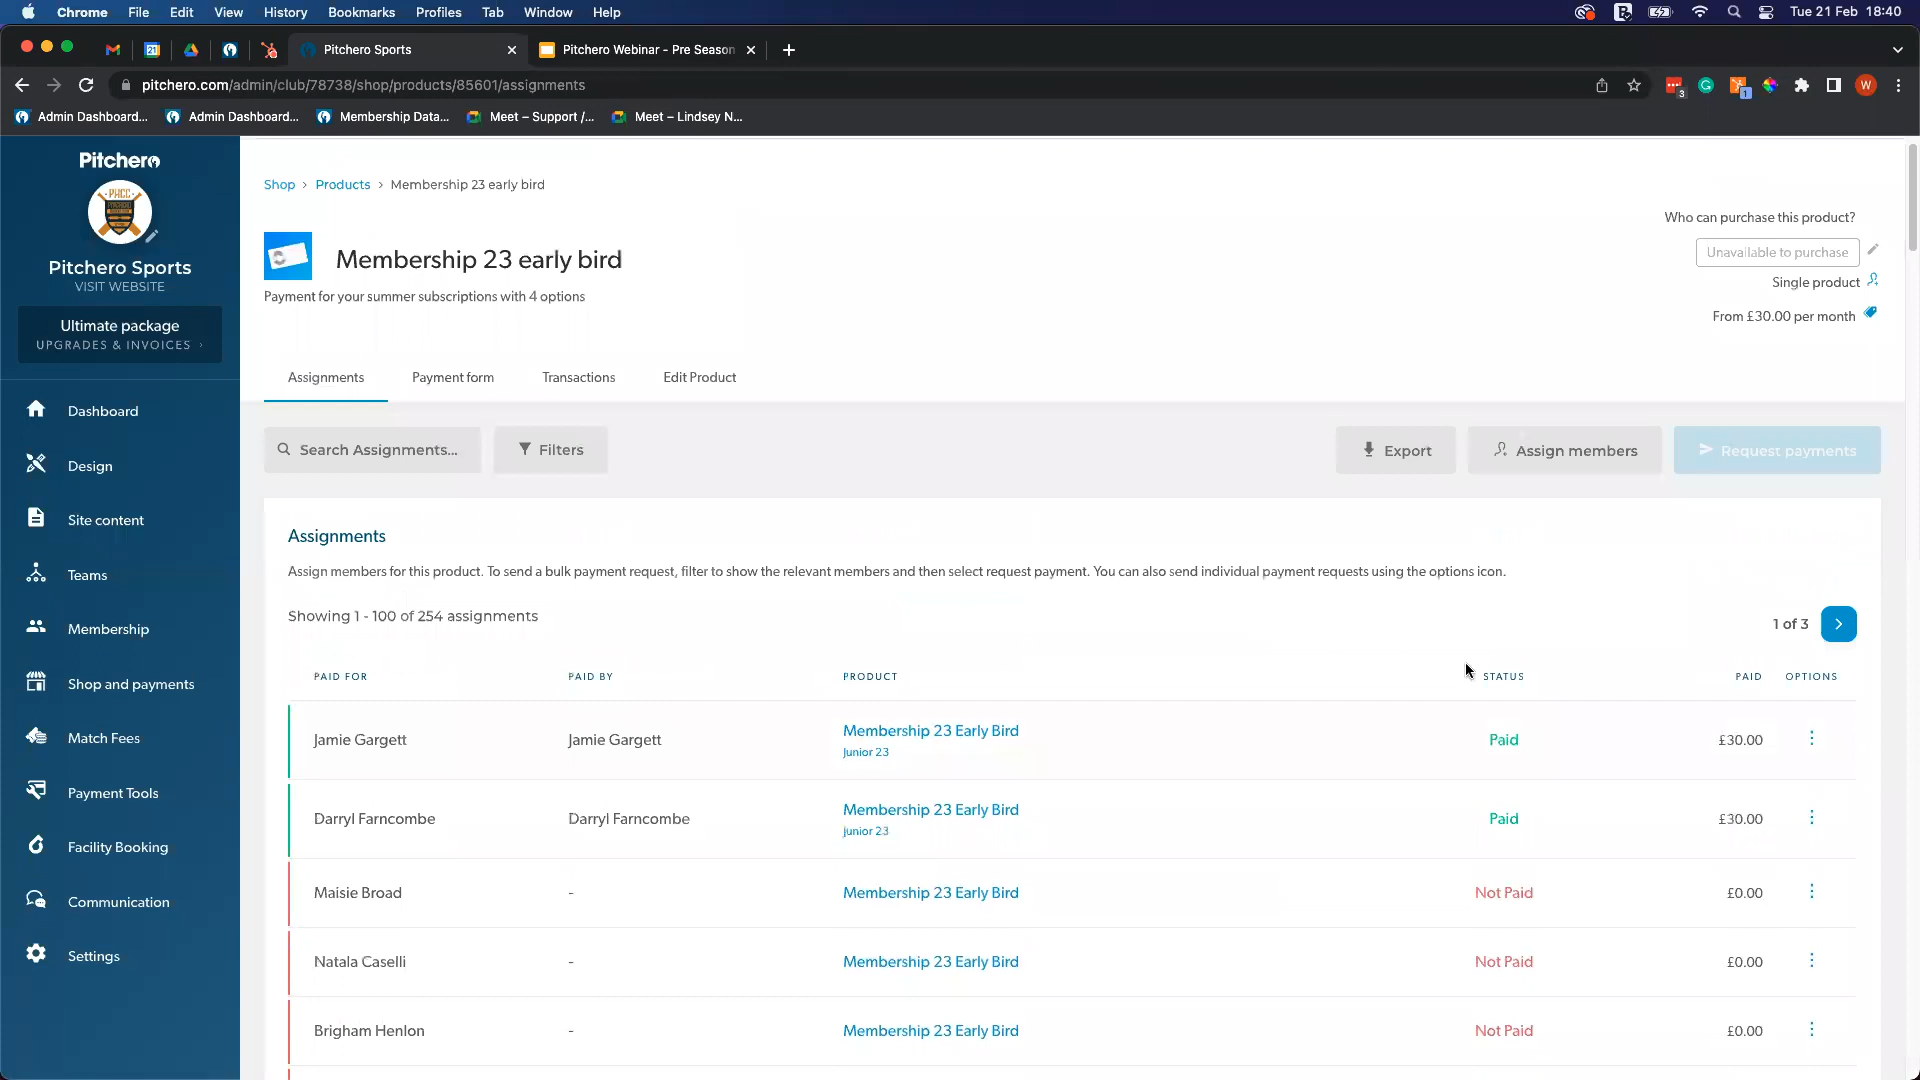 Chrome File Edit View History Bookmarks Profiles Tab Window Help Tue 21 Feb 18:40
Pitchero Sports Pitchero Webinar - Pre Season
pitchero.com/admin/club/78738/shop/products/85601/assignments
3 1 W
Admin Dashboard... Admin Dashboard... Membership Data... Meet – Support /... Meet – Lindsey N...
Pitchero
PHCC
Pitchero Sports
VISIT WEBSITE
Ultimate package
UPGRADES & INVOICES ›
Dashboard
Design
Site content
Teams
Membership
Shop and payments
Match Fees
Payment Tools
Facility Booking
Communication
Settings
Shop › Products › Membership 23 early bird
Membership 23 early bird
Payment for your summer subscriptions with 4 options
Who can purchase this product?
Unavailable to purchase
Single product
From £30.00 per month
Assignments Payment form Transactions Edit Product
Search Assignments... Filters Export Assign members Request payments
Assignments
Assign members for this product. To send a bulk payment request, filter to show the relevant members and then select request payment. You can also send individual payment requests using the options icon.
Showing 1 - 100 of 254 assignments
1 of 3
PAID FOR PAID BY PRODUCT STATUS PAID OPTIONS
Jamie Gargett Jamie Gargett Membership 23 Early Bird Paid £30.00
Junior 23
Darryl Farncombe Darryl Farncombe Membership 23 Early Bird Paid £30.00
Junior 23
Maisie Broad - Membership 23 Early Bird Not Paid £0.00
Natala Caselli - Membership 23 Early Bird Not Paid £0.00
Brigham Henlon - Membership 23 Early Bird Not Paid £0.00